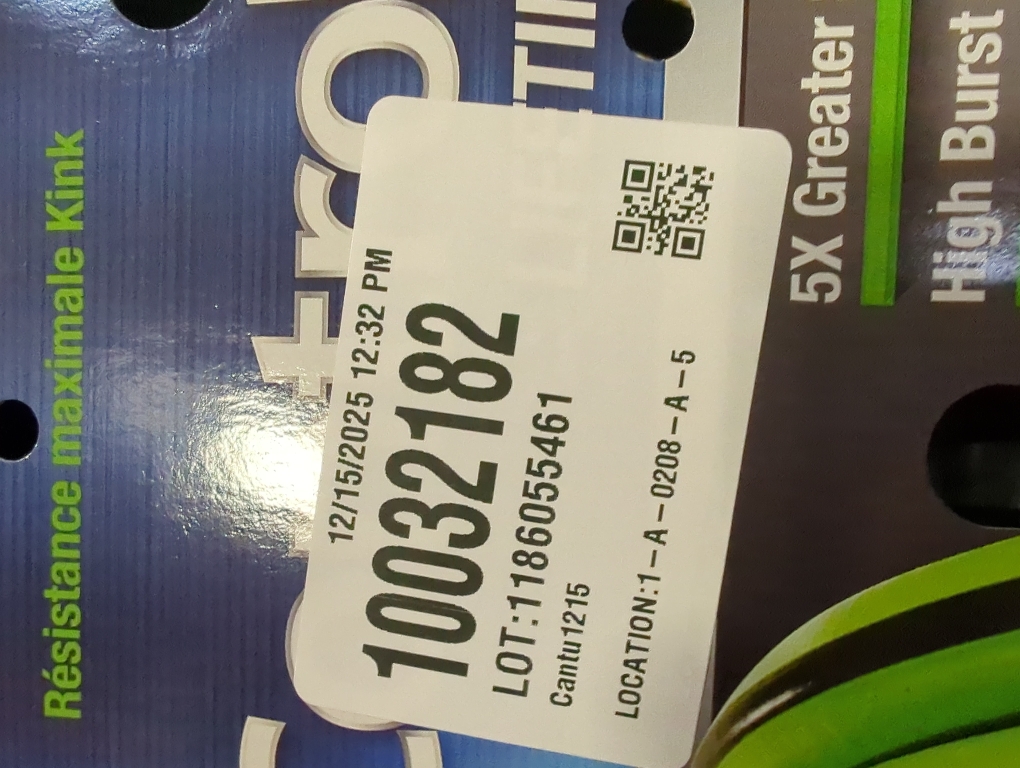 Résistance maximale Kink
12/15/2025 12:32 PM
10032182
LOT:1186055461
Cantu1215
LOCATION:1-A-0208-A-5
5X Greater
High Burst